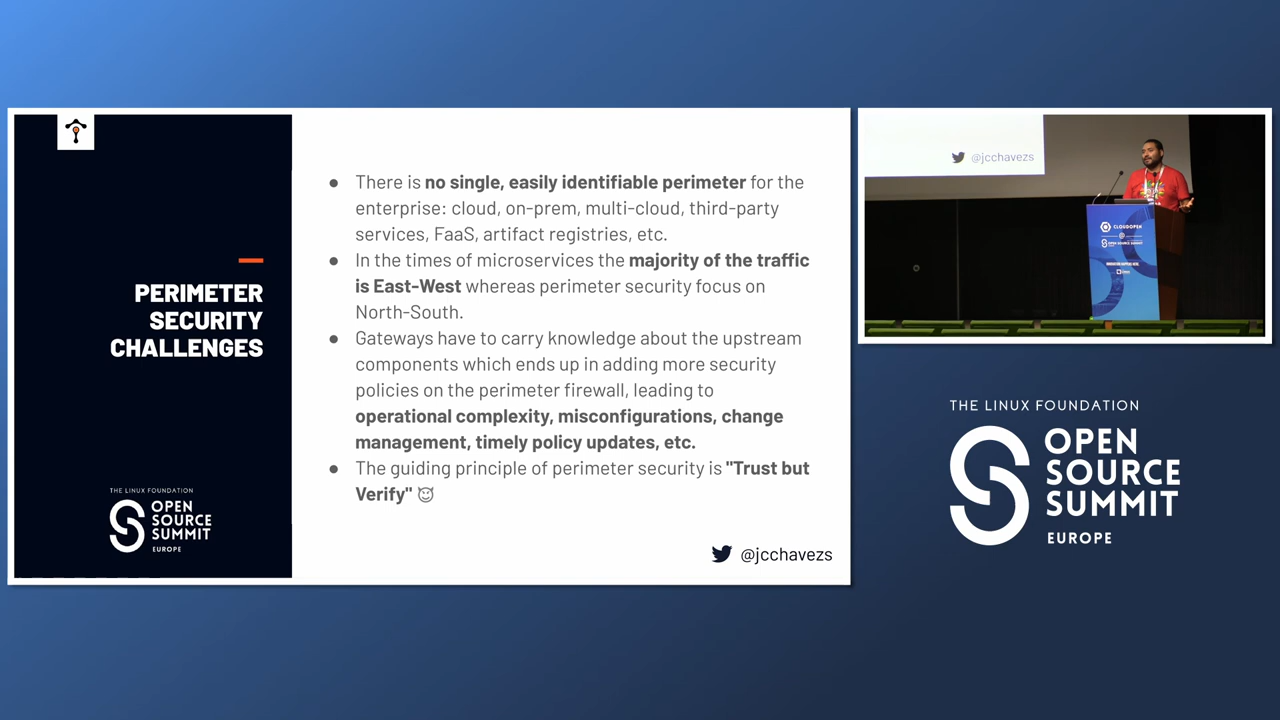 PERIMETER
SECURITY
CHALLENGES
THE LINUX FOUNDATION
OPEN
SOURCE
SUMMIT
EUROPE
● There is no single, easily identifiable perimeter for the
enterprise: cloud, on-prem, multi-cloud, third-party
services, FaaS, artifact registries, etc.
● In the times of microservices the majority of the traffic
is East-West whereas perimeter security focus on
North-South.
● Gateways have to carry knowledge about the upstream
components which ends up in adding more security
policies on the perimeter firewall, leading to
operational complexity, misconfigurations, change
management, timely policy updates, etc.
● The guiding principle of perimeter security is "Trust but
Verify" 😈
@jcchavezs
@jcchavezs
CLOUDOPEN
@
OPEN SOURCE SUMMIT
THE LINUX FOUNDATION
OPEN
SOURCE
SUMMIT
EUROPE